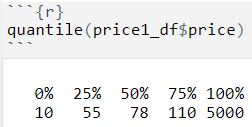 ```{r}
quantile(price1_df$price)
```
0% 25% 50% 75% 100%
10 55 78 110 5000